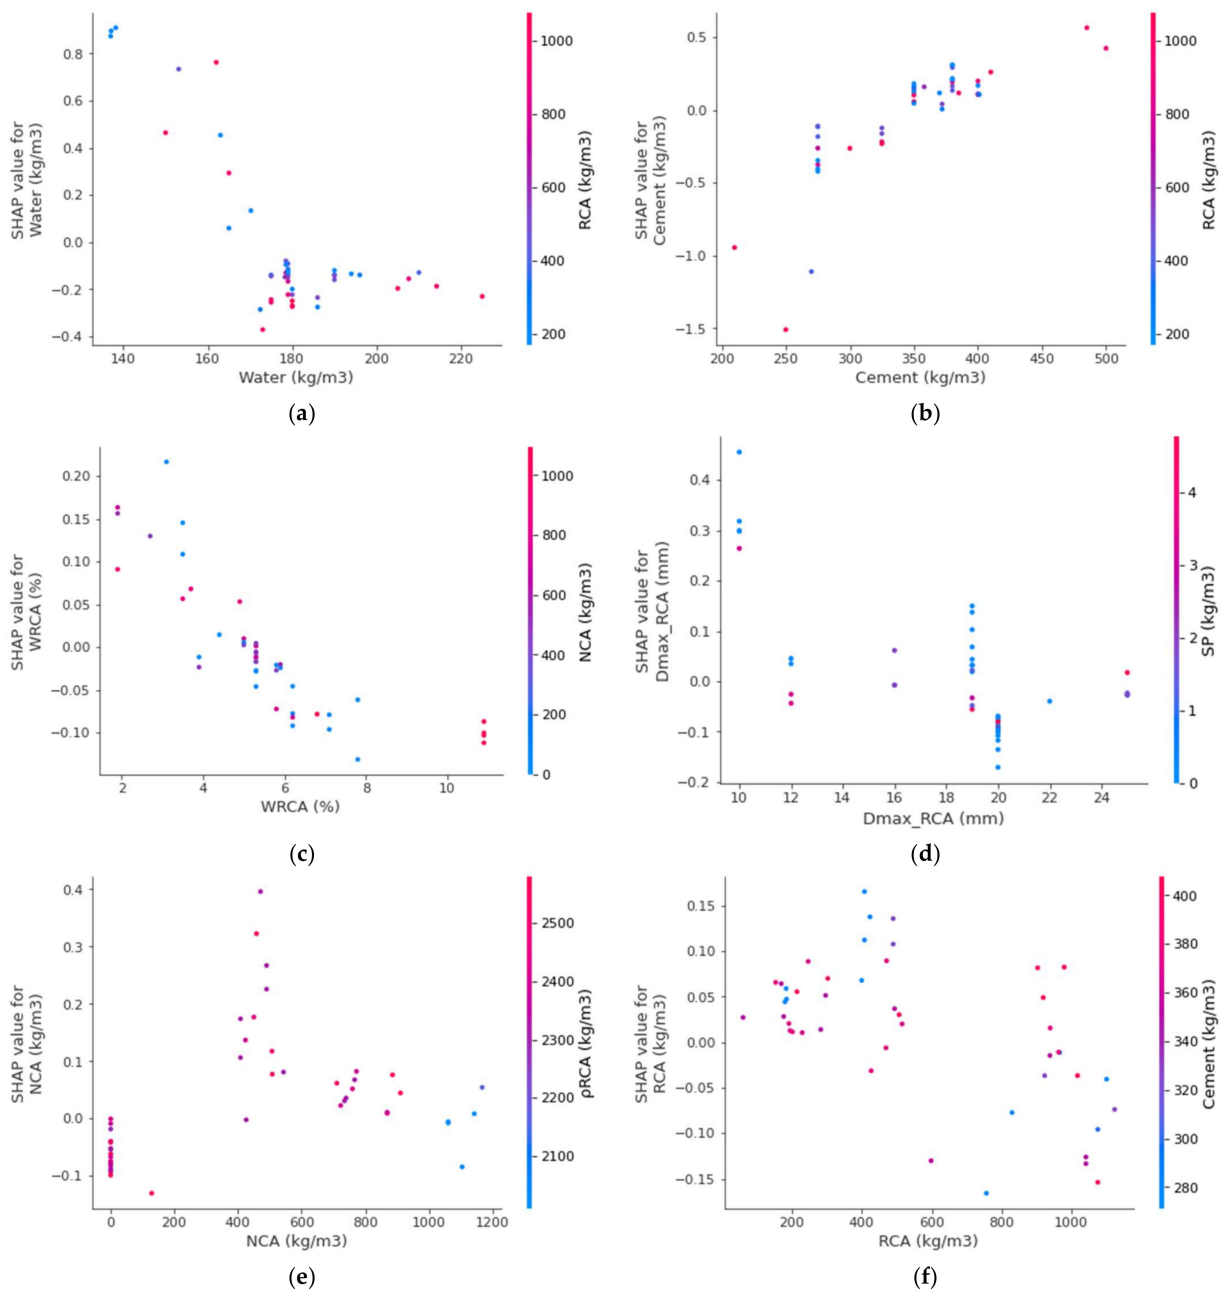 SHAP value for
Water (kg/m3)
0.8
0.6
0.4
0.2
0.0
−0.2
−0.4
140 160 180 200 220
Water (kg/m3)
1000
800
600
400
200
RCA (kg/m3)
(a)
SHAP value for
Cement (kg/m3)
0.5
0.0
−0.5
−1.0
−1.5
200 250 300 350 400 450 500
Cement (kg/m3)
1000
800
600
400
200
RCA (kg/m3)
(b)
SHAP value for
WRCA (%)
0.20
0.15
0.10
0.05
0.00
−0.05
−0.10
2 4 6 8 10
WRCA (%)
1000
800
600
400
200
0
NCA (kg/m3)
(c)
SHAP value for
Dmax_RCA (mm)
0.4
0.3
0.2
0.1
0.0
−0.1
−0.2
10 12 14 16 18 20 22 24
Dmax_RCA (mm)
4
3
2
1
0
SP (kg/m3)
(d)
SHAP value for
NCA (kg/m3)
0.4
0.3
0.2
0.1
0.0
−0.1
0 200 400 600 800 1000 1200
NCA (kg/m3)
2500
2400
2300
2200
2100
ρRCA (kg/m3)
(e)
SHAP value for
RCA (kg/m3)
0.15
0.10
0.05
0.00
−0.05
−0.10
−0.15
200 400 600 800 1000
RCA (kg/m3)
400
380
360
340
320
300
280
Cement (kg/m3)
(f)